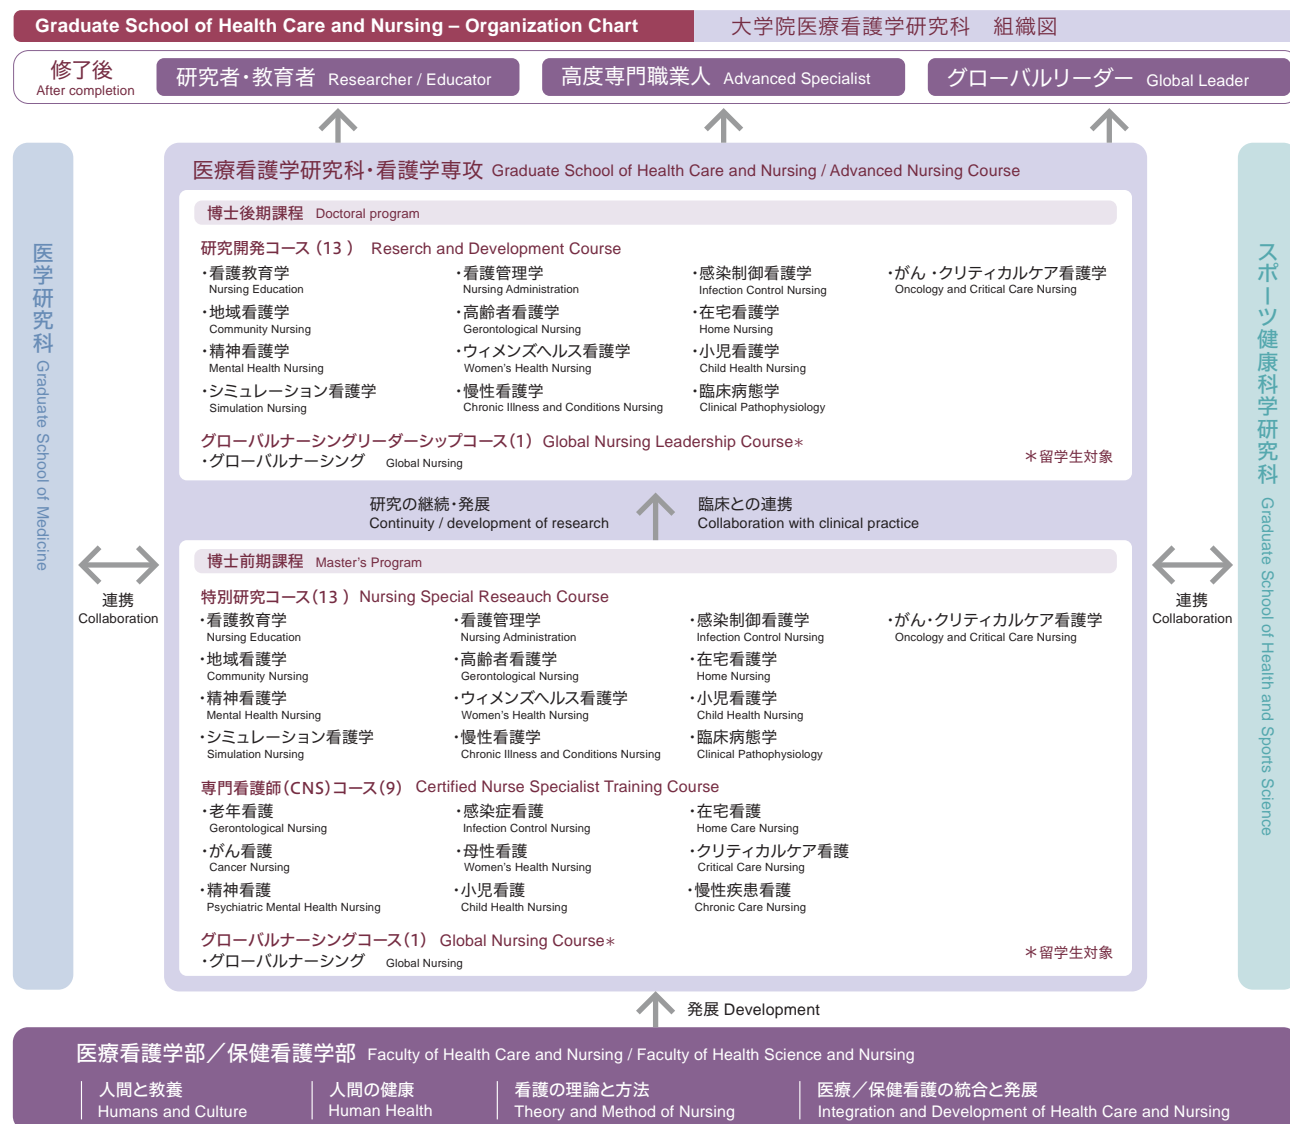 Graduate School of Health Care and Nursing – Organization Chart 大学院医療看護学研究科　組織図
修了後
After completion
研究者・教育者 Researcher / Educator
高度専門職業人 Advanced Specialist
グローバルリーダー Global Leader
医学研究科 Graduate School of Medicine
連携
Collaboration
医療看護学研究科・看護学専攻 Graduate School of Health Care and Nursing / Advanced Nursing Course
博士後期課程 Doctoral program
研究開発コース（13 ） Reserch and Development Course
・看護教育学 ・看護管理学 ・感染制御看護学 ・がん ・クリティカルケア看護学
Nursing Education Nursing Administration Infection Control Nursing Oncology and Critical Care Nursing
・地域看護学 ・高齢者看護学 ・在宅看護学
Community Nursing Gerontological Nursing Home Nursing
・精神看護学 ・ウィメンズヘルス看護学 ・小児看護学
Mental Health Nursing Women's Health Nursing Child Health Nursing
・シミュレーション看護学 ・慢性看護学 ・臨床病態学
Simulation Nursing Chronic Illness and Conditions Nursing Clinical Pathophysiology
グローバルナーシングリーダーシップコース（1） Global Nursing Leadership Course＊
・グローバルナーシング Global Nursing ＊留学生対象
研究の継続・発展 臨床との連携
Continuity / development of research Collaboration with clinical practice
博士前期課程 Master's Program
特別研究コース（13 ） Nursing Special Reseauch Course
・看護教育学 ・看護管理学 ・感染制御看護学 ・がん・クリティカルケア看護学
Nursing Education Nursing Administration Infection Control Nursing Oncology and Critical Care Nursing
・地域看護学 ・高齢者看護学 ・在宅看護学
Community Nursing Gerontological Nursing Home Nursing
・精神看護学 ・ウィメンズヘルス看護学 ・小児看護学
Mental Health Nursing Women's Health Nursing Child Health Nursing
・シミュレーション看護学 ・慢性看護学 ・臨床病態学
Simulation Nursing Chronic Illness and Conditions Nursing Clinical Pathophysiology
専門看護師（CNS）コース（9） Certified Nurse Specialist Training Course
・老年看護 ・感染症看護 ・在宅看護
Gerontological Nursing Infection Control Nursing Home Care Nursing
・がん看護 ・母性看護 ・クリティカルケア看護
Cancer Nursing Women's Health Nursing Critical Care Nursing
・精神看護 ・小児看護 ・慢性疾患看護
Psychiatric Mental Health Nursing Child Health Nursing Chronic Care Nursing
グローバルナーシングコース（1） Global Nursing Course＊
・グローバルナーシング Global Nursing ＊留学生対象
連携
Collaboration
スポーツ健康科学研究科 Graduate School of Health and Sports Science
発展 Development
医療看護学部／保健看護学部 Faculty of Health Care and Nursing / Faculty of Health Science and Nursing
人間と教養 人間の健康 看護の理論と方法 医療／保健看護の統合と発展
Humans and Culture Human Health Theory and Method of Nursing Integration and Development of Health Care and Nursing